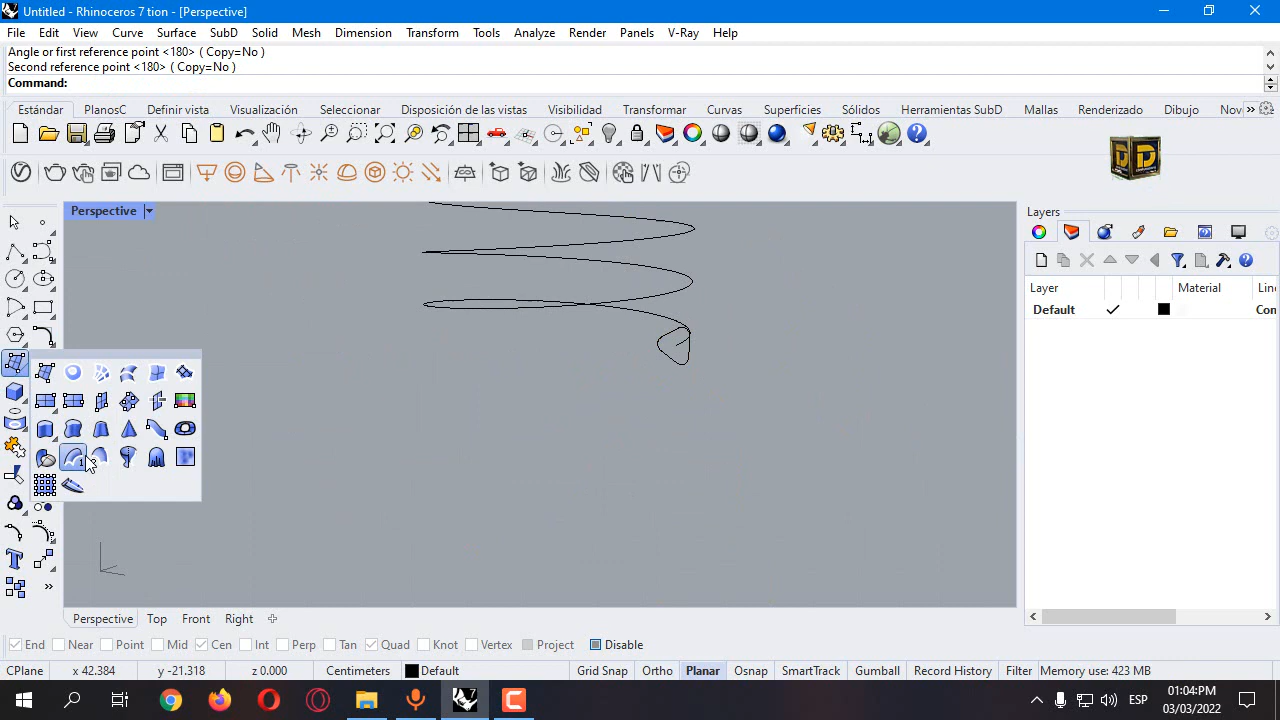 Untitled - Rhinoceros 7 tion - [Perspective]
File Edit View Curve Surface SubD Solid Mesh Dimension Transform Tools Analyze Render Panels V-Ray Help
Angle or first reference point <180> ( Copy=No )
Second reference point <180> ( Copy=No )
Command:
Estándar PlanosC Definir vista Visualización Seleccionar Disposición de las vistas Visibilidad Transformar Curvas Superficies Sólidos Herramientas SubD Mallas Renderizado Dibujo Nov
Perspective
Layers
Layer Material Line
Default Con
Perspective Top Front Right
End Near Point Mid Cen Int Perp Tan Quad Knot Vertex Project Disable
CPlane x 42.384 y -21.318 z 0.000 Centimeters Default Grid Snap Ortho Planar Osnap SmartTrack Gumball Record History Filter Memory use: 423 MB
ESP
01:04:PM
03/03/2022